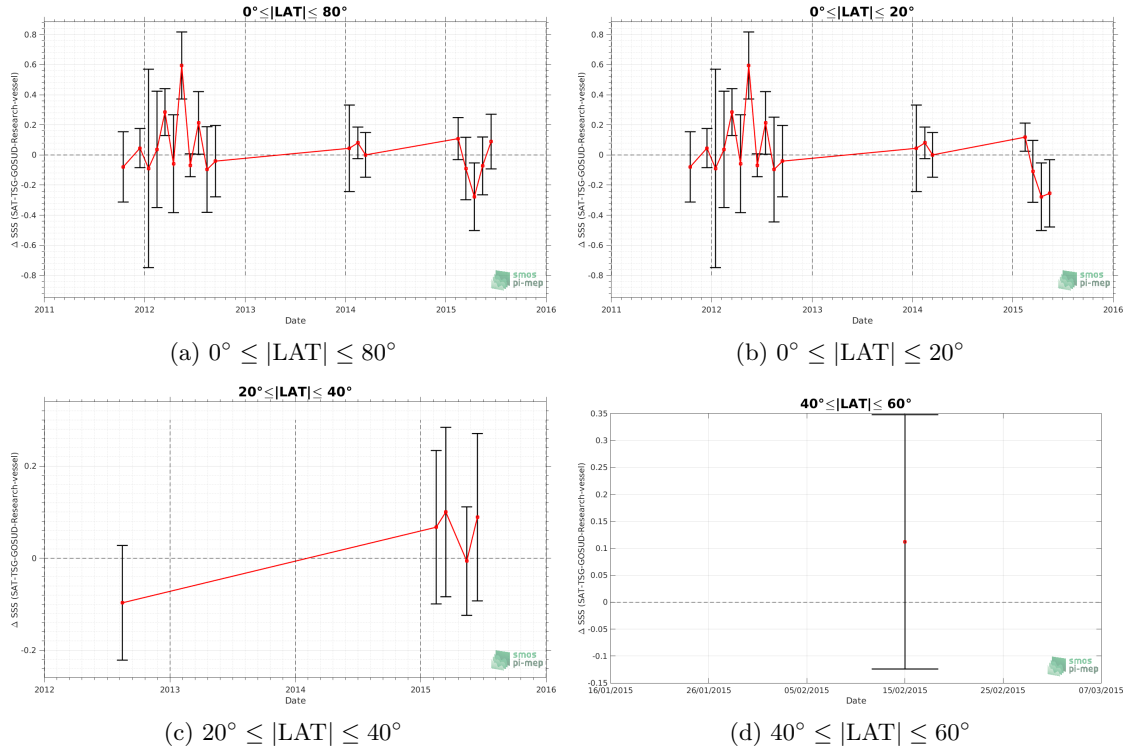 0°≤|LAT|≤ 80°
Δ SSS (SAT-TSG-GOSUD-Research-vessel)
0.8
0.6
0.4
0.2
0
-0.2
-0.4
-0.6
-0.8
2011
2012
2013
2014
2015
2016
Date
smos
pi-mep
(a) 0° ≤ |LAT| ≤ 80°
0°≤|LAT|≤ 20°
Δ SSS (SAT-TSG-GOSUD-Research-vessel)
0.8
0.6
0.4
0.2
0
-0.2
-0.4
-0.6
-0.8
2011
2012
2013
2014
2015
2016
Date
smos
pi-mep
(b) 0° ≤ |LAT| ≤ 20°
20°≤|LAT|≤ 40°
Δ SSS (SAT-TSG-GOSUD-Research-vessel)
0.2
0
-0.2
2012
2013
2014
2015
2016
Date
smos
pi-mep
(c) 20° ≤ |LAT| ≤ 40°
40°≤|LAT|≤ 60°
Δ SSS (SAT-TSG-GOSUD-Research-vessel)
0.35
0.3
0.25
0.2
0.15
0.1
0.05
0
-0.05
-0.1
-0.15
16/01/2015
26/01/2015
05/02/2015
15/02/2015
25/02/2015
07/03/2015
Date
smos
pi-mep
(d) 40° ≤ |LAT| ≤ 60°